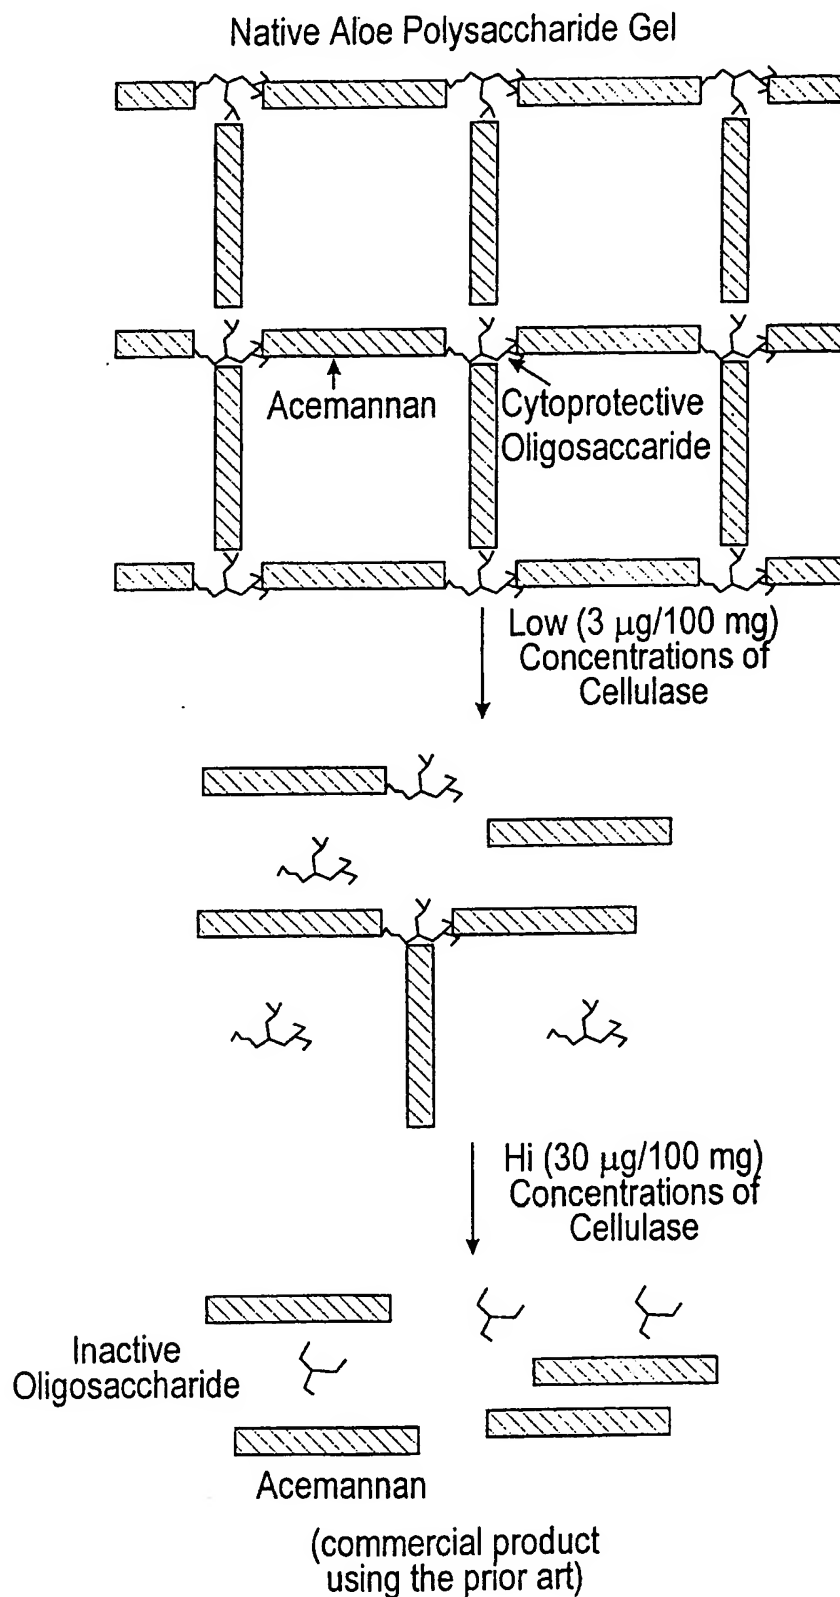 Native Aloe Polysaccharide Gel
Acemannan
Cytoprotective
Oligosaccaride
Low (3 μg/100 mg)
Concentrations of
Cellulase
Hi (30 μg/100 mg)
Concentrations of
Cellulase
Inactive
Oligosaccharide
Acemannan
(commercial product
using the prior art)